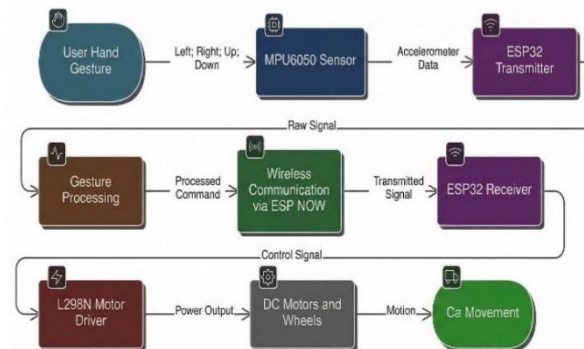 User Hand
Gesture
Left; Right; Up;
Down
MPU6050 Sensor
Accelerometer
Data
ESP32
Transmitter
Raw Signal
Gesture
Processing
Processed
Command
Wireless
Communication
via ESP NOW
Transmitted
Signal
ESP32 Receiver
Control Signal
L298N Motor
Driver
Power Output
DC Motors and
Wheels
Motion
Ca Movement